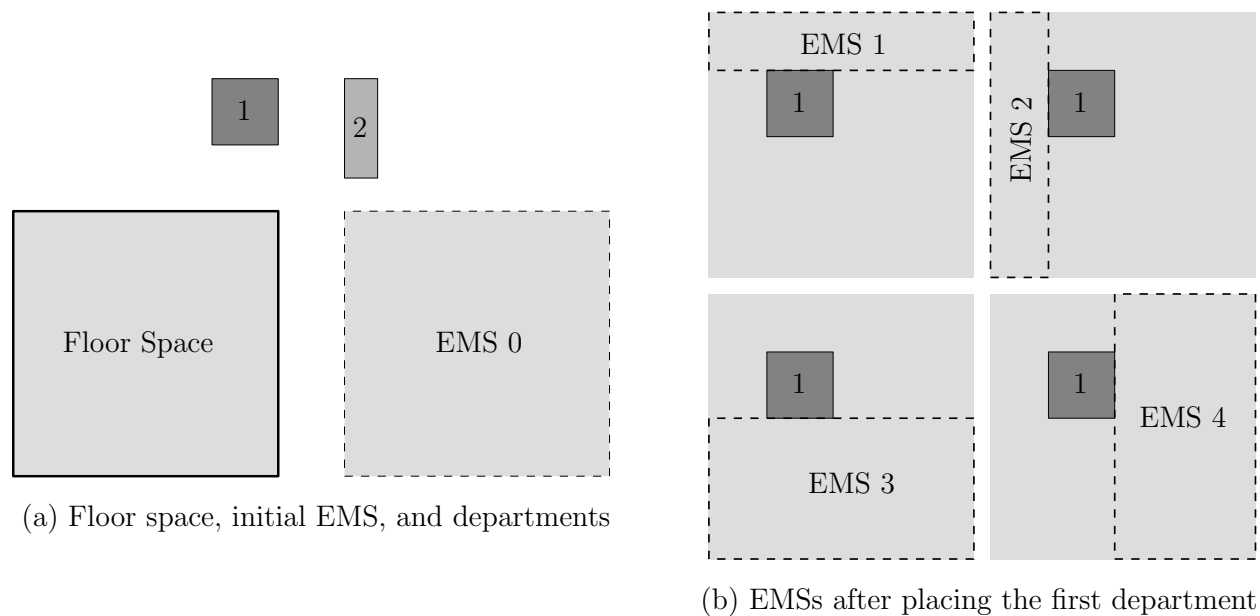 1
2
Floor Space
EMS 0
(a) Floor space, initial EMS, and departments
EMS 1
1
EMS 2
1
1
EMS 3
1
EMS 4
(b) EMSs after placing the first department